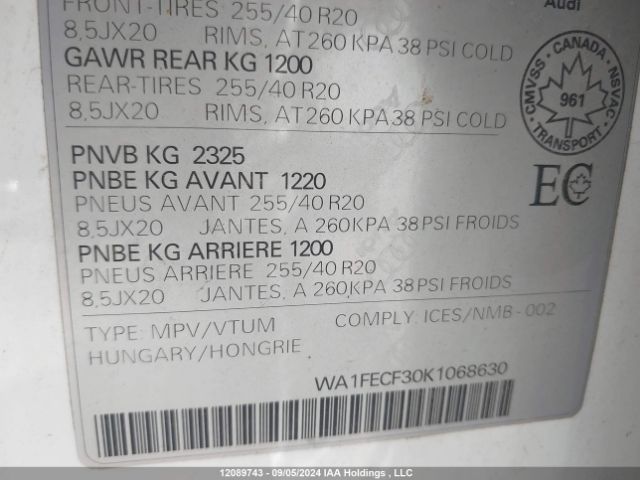 FRONT-TIRES 255/40 R20
Audi
8,5JX20 RIMS, AT 260 KPA 38 PSI COLD
GAWR REAR KG 1200
REAR-TIRES 255/40 R20
8,5JX20 RIMS, AT 260 KPA 38 PSI COLD
CMVSS - CANADA - NSVAC
961
TRANSPORT
PNVB KG 2325
PNBE KG AVANT 1220
PNEUS AVANT 255/40 R20
8,5JX20 JANTES, A 260KPA 38 PSI FROIDS
PNBE KG ARRIERE 1200
PNEUS ARRIERE 255/40 R20
8,5JX20 JANTES, A 260KPA 38 PSI FROIDS
EC
TYPE: MPV/VTUM COMPLY: ICES/NMB - 002
HUNGARY/HONGRIE
WA1FECF30K1068630
12089743 - 09/05/2024 IAA Holdings , LLC